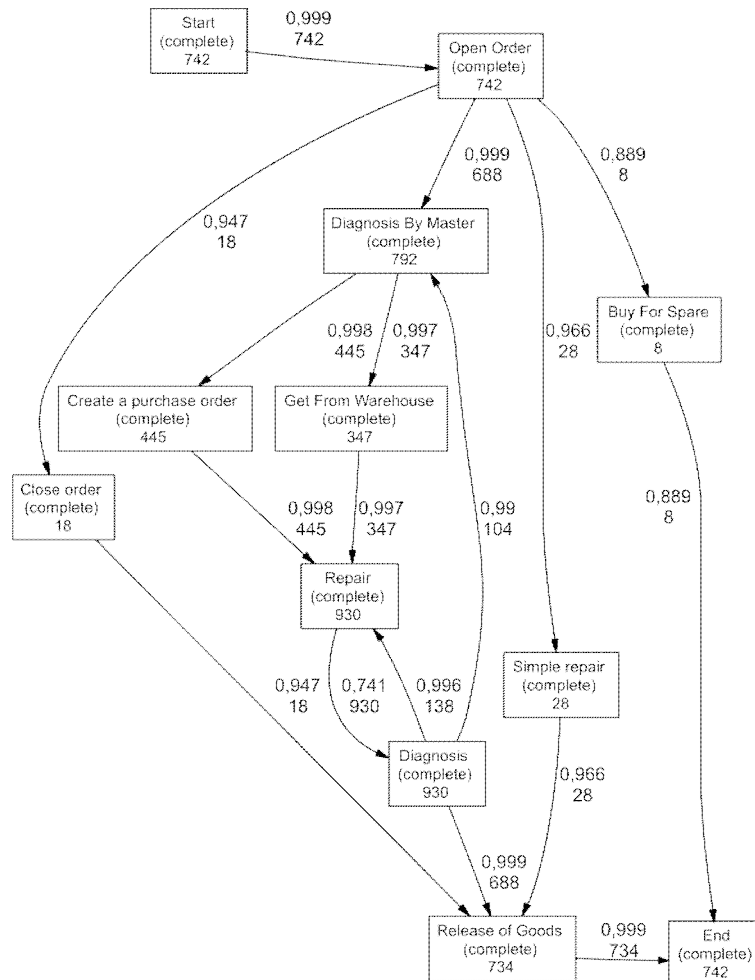 Start
(complete)
742
0,999
742
Open Order
(complete)
742
0,999
688
0,889
8
0,947
18
Diagnosis By Master
(complete)
792
Buy For Spare
(complete)
8
0,998
445
0,997
347
0,966
28
Create a purchase order
(complete)
445
Get From Warehouse
(complete)
347
Close order
(complete)
18
0,998
445
0,997
347
0,99
104
0,889
8
Repair
(complete)
930
Simple repair
(complete)
28
0,947
18
0,741
930
0,996
138
Diagnosis
(complete)
930
0,966
28
0,999
688
Release of Goods
(complete)
734
0,999
734
End
(complete)
742